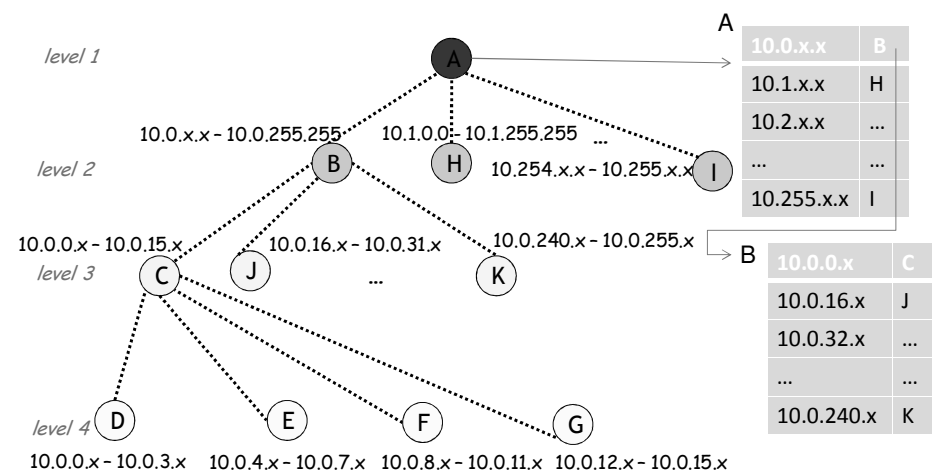 level 1
A
10.0.x.x – 10.0.255.255
10.1.0.0 – 10.1.255.255
...
level 2
B
H
10.254.x.x – 10.255.x.x
I
10.0.0.x – 10.0.15.x
10.0.16.x – 10.0.31.x
10.0.240.x – 10.0.255.x
level 3
C
J
...
K
level 4
D
E
F
G
10.0.0.x – 10.0.3.x
10.0.4.x – 10.0.7.x
10.0.8.x – 10.0.11.x
10.0.12.x – 10.0.15.x
A
10.0.x.x B
10.1.x.x H
10.2.x.x ...
... ...
10.255.x.x I
B
10.0.0.x C
10.0.16.x J
10.0.32.x ...
... ...
10.0.240.x K